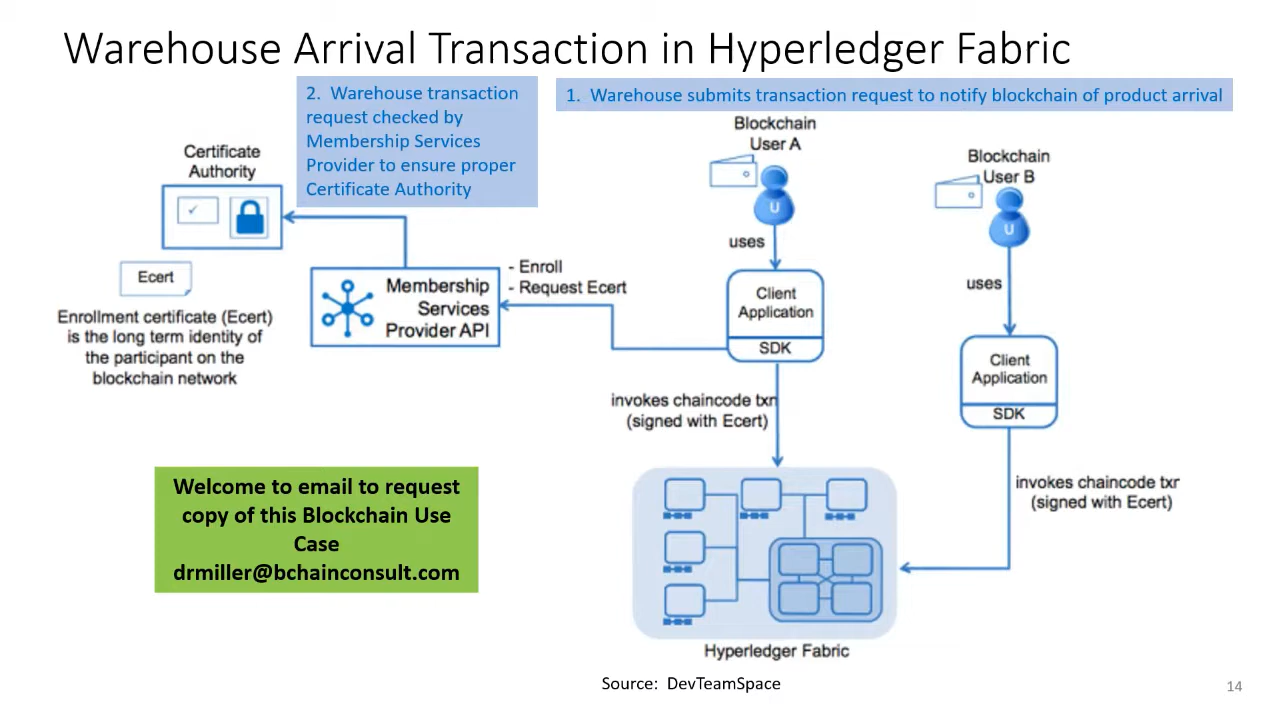 Warehouse Arrival Transaction in Hyperledger Fabric
2. Warehouse transaction
request checked by
Membership Services
Provider to ensure proper
Certificate Authority
1. Warehouse submits transaction request to notify blockchain of product arrival
Blockchain
User A
Blockchain
User B
Certificate
Authority
U
U
uses
uses
Ecert
- Enroll
- Request Ecert
Membership
Services
Provider API
Client
Application
SDK
Enrollment certificate (Ecert)
is the long term identity of
the participant on the
blockchain network
Client
Application
SDK
invokes chaincode txn
(signed with Ecert)
invokes chaincode txr
(signed with Ecert)
Welcome to email to request
copy of this Blockchain Use
Case
drmiller@bchainconsult.com
Hyperledger Fabric
Source: DevTeamSpace
14